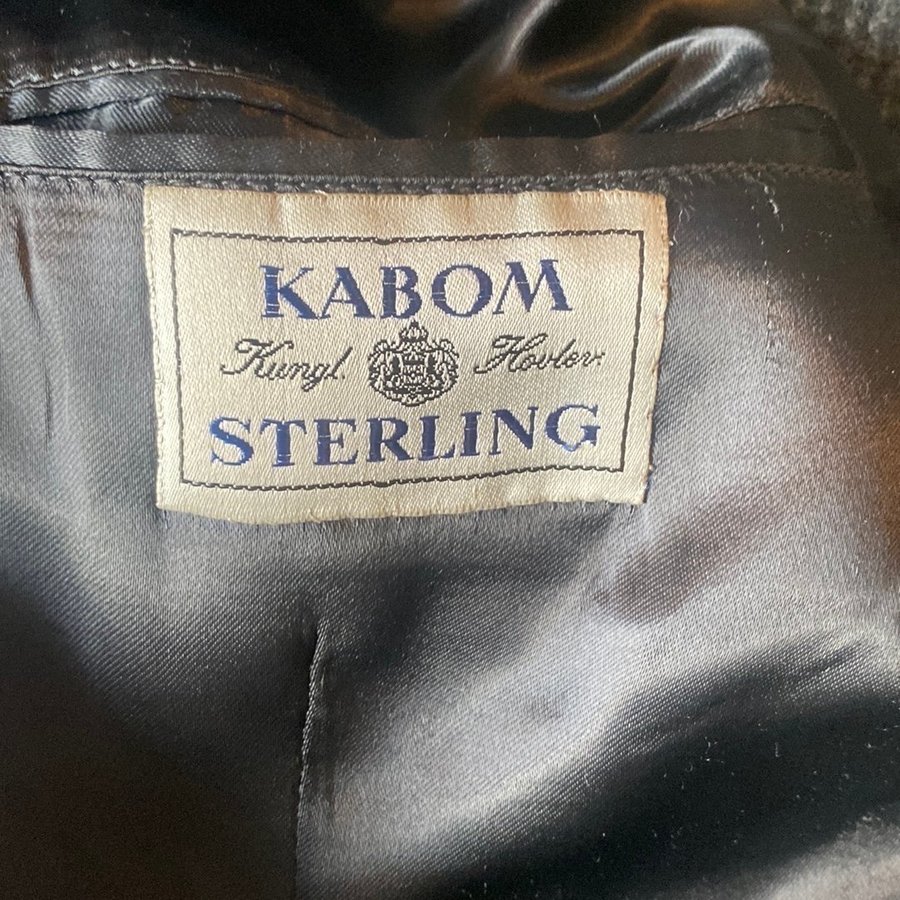 KABOM
Kungl. Hovlev.
STERLING